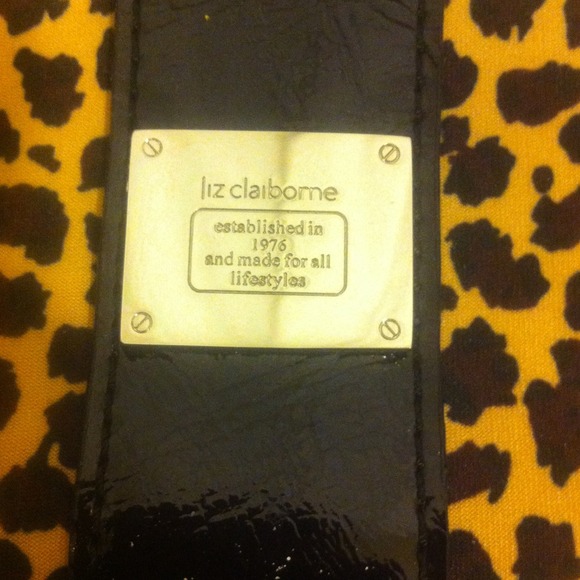 liz claiborne
established in
1976
and made for all
lifestyles